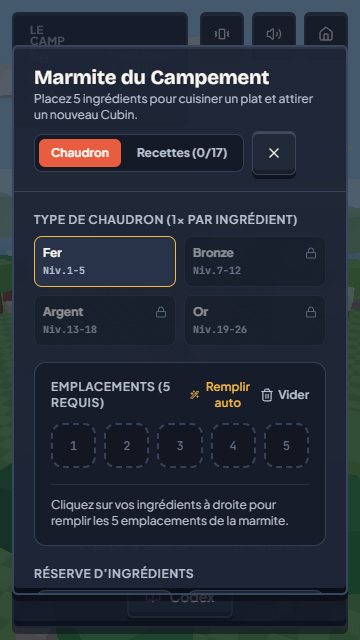 LE
CAMP
Marmite du Campement
Placez 5 ingrédients pour cuisiner un plat et attirer
un nouveau Cubin.
Chaudron
Recettes (0/17)
TYPE DE CHAUDRON (1× PAR INGRÉDIENT)
Fer
Niv.1-5
Bronze
Niv.7-12
Argent
Niv.13-18
Or
Niv.19-26
EMPLACEMENTS (5
REQUIS)
Remplir
auto
Vider
1
2
3
4
5
Cliquez sur vos ingrédients à droite pour
remplir les 5 emplacements de la marmite.
RÉSERVE D'INGRÉDIENTS
Codex